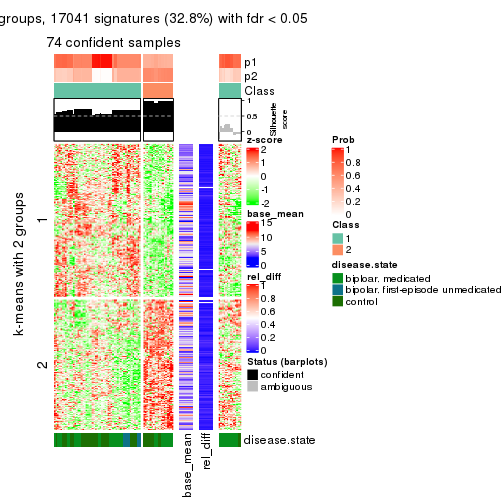 groups, 17041 signatures (32.8%) with fdr < 0.05
74 confident samples
p1
p2
Class
1
0.5
0
Silhouette
score
k-means with 2 groups
1
2
z-score
2
1
0
-1
-2
base_mean
15
10
5
0
rel_diff
1
0.8
0.6
0.4
0.2
0
Status (barplots)
confident
ambiguous
Prob
1
0.8
0.6
0.4
0.2
0
Class
1
2
disease.state
bipolar. medicated
bipolar. first-episode unmedicated
control
disease.state
base_mean
rel_diff